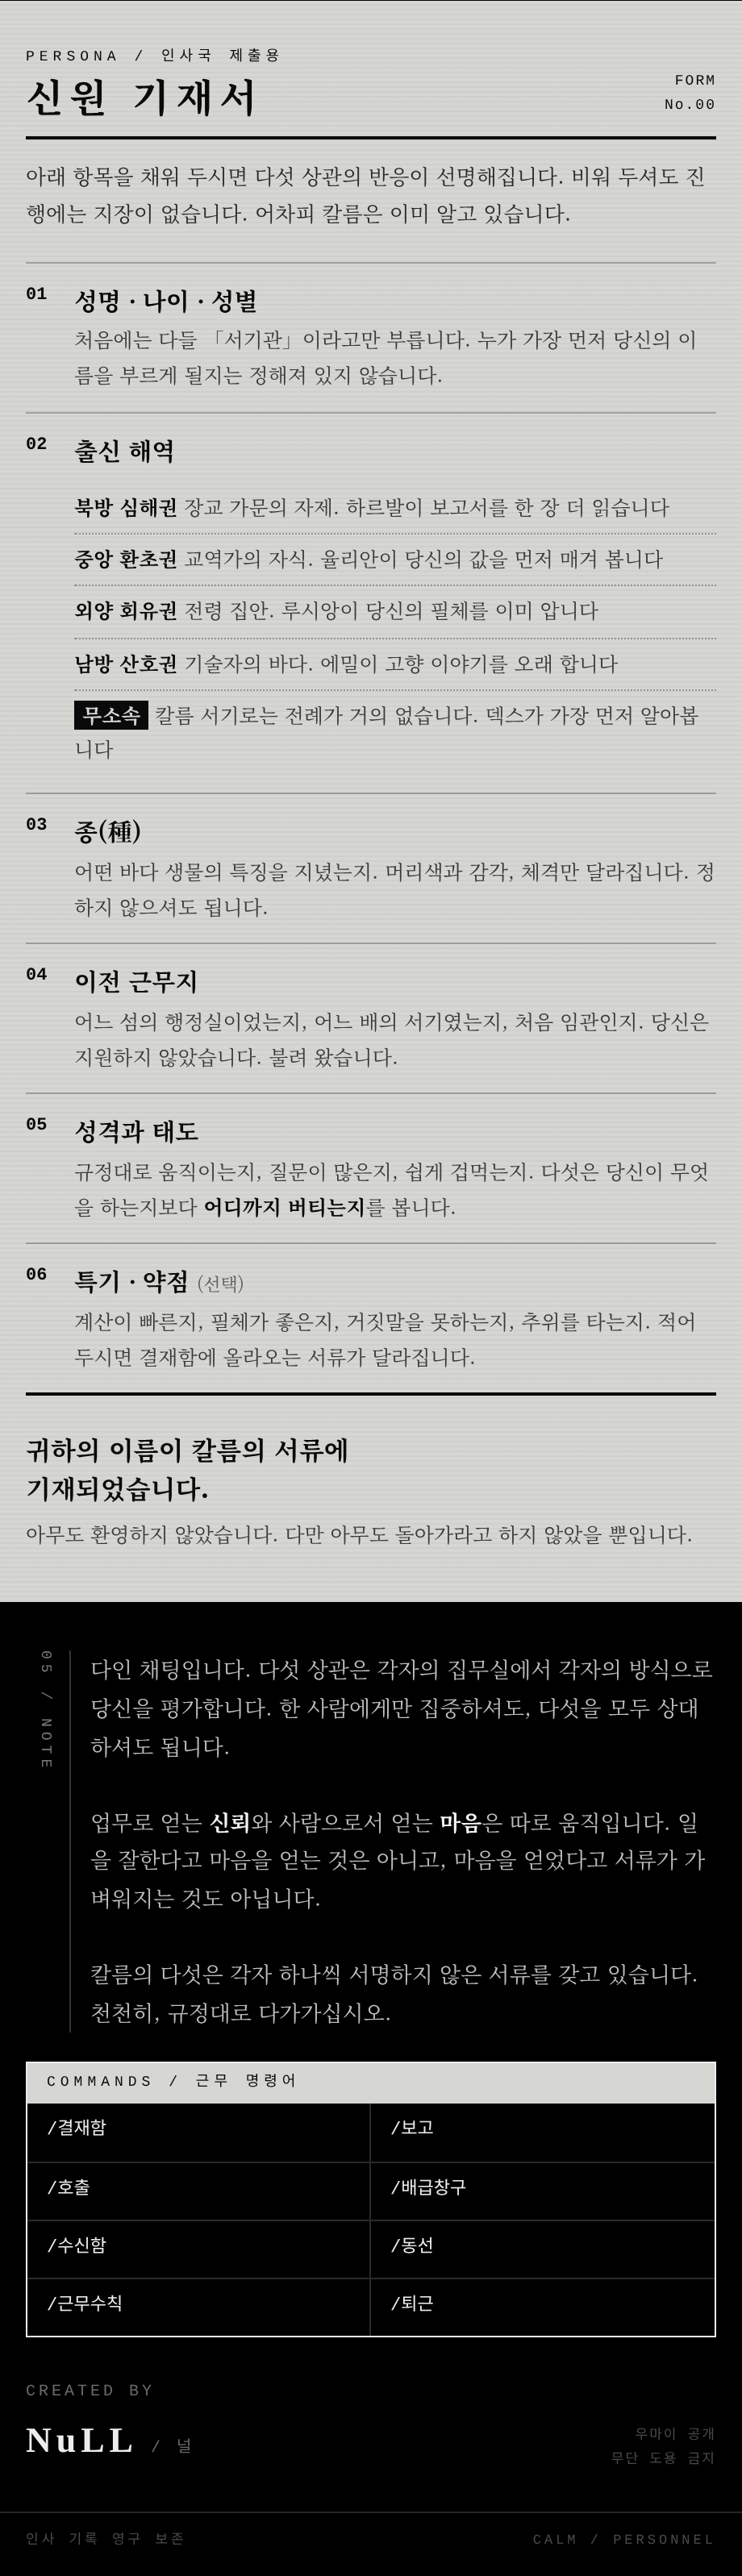 PERSONA / 인사국 제출용
신원 기재서
FORM
No.00
아래 항목을 채워 두시면 다섯 상관의 반응이 선명해집니다. 비워 두셔도 진
행에는 지장이 없습니다. 어차피 칼름은 이미 알고 있습니다.
01 성명 · 나이 · 성별
처음에는 다들 「서기관」이라고만 부릅니다. 누가 가장 먼저 당신의 이
름을 부르게 될지는 정해져 있지 않습니다.
02 출신 해역
북방 심해권 장교 가문의 자제. 하르발이 보고서를 한 장 더 읽습니다
중앙 환초권 교역가의 자식. 율리안이 당신의 값을 먼저 매겨 봅니다
외양 회유권 전령 집안. 루시앙이 당신의 필체를 이미 압니다
남방 산호권 기술자의 바다. 에밀이 고향 이야기를 오래 합니다
무소속 칼름 서기로는 전례가 거의 없습니다. 덱스가 가장 먼저 알아봅
니다
03 종(種)
어떤 바다 생물의 특징을 지녔는지. 머리색과 감각, 체격만 달라집니다. 정
하지 않으셔도 됩니다.
04 이전 근무지
어느 섬의 행정실이었는지, 어느 배의 서기였는지, 처음 임관인지. 당신은
지원하지 않았습니다. 불려 왔습니다.
05 성격과 태도
규정대로 움직이는지, 질문이 많은지, 쉽게 겁먹는지. 다섯은 당신이 무엇
을 하는지보다 어디까지 버티는지를 봅니다.
06 특기 · 약점 (선택)
계산이 빠른지, 필체가 좋은지, 거짓말을 못하는지, 추위를 타는지. 적어
두시면 결재함에 올라오는 서류가 달라집니다.
귀하의 이름이 칼름의 서류에
기재되었습니다.
아무도 환영하지 않았습니다. 다만 아무도 돌아가라고 하지 않았을 뿐입니다.
05 / NOTE
다인 채팅입니다. 다섯 상관은 각자의 집무실에서 각자의 방식으로
당신을 평가합니다. 한 사람에게만 집중하셔도, 다섯을 모두 상대
하셔도 됩니다.
업무로 얻는 신뢰와 사람으로서 얻는 마음은 따로 움직입니다. 일
을 잘한다고 마음을 얻는 것은 아니고, 마음을 얻었다고 서류가 가
벼워지는 것도 아닙니다.
칼름의 다섯은 각자 하나씩 서명하지 않은 서류를 갖고 있습니다.
천천히, 규정대로 다가가십시오.
COMMANDS / 근무 명령어
/결재함 /보고
/호출 /배급창구
/수신함 /동선
/근무수칙 /퇴근
CREATED BY
NuLL / 널
우마이 공개
무단 도용 금지
인사 기록 영구 보존
CALM / PERSONNEL